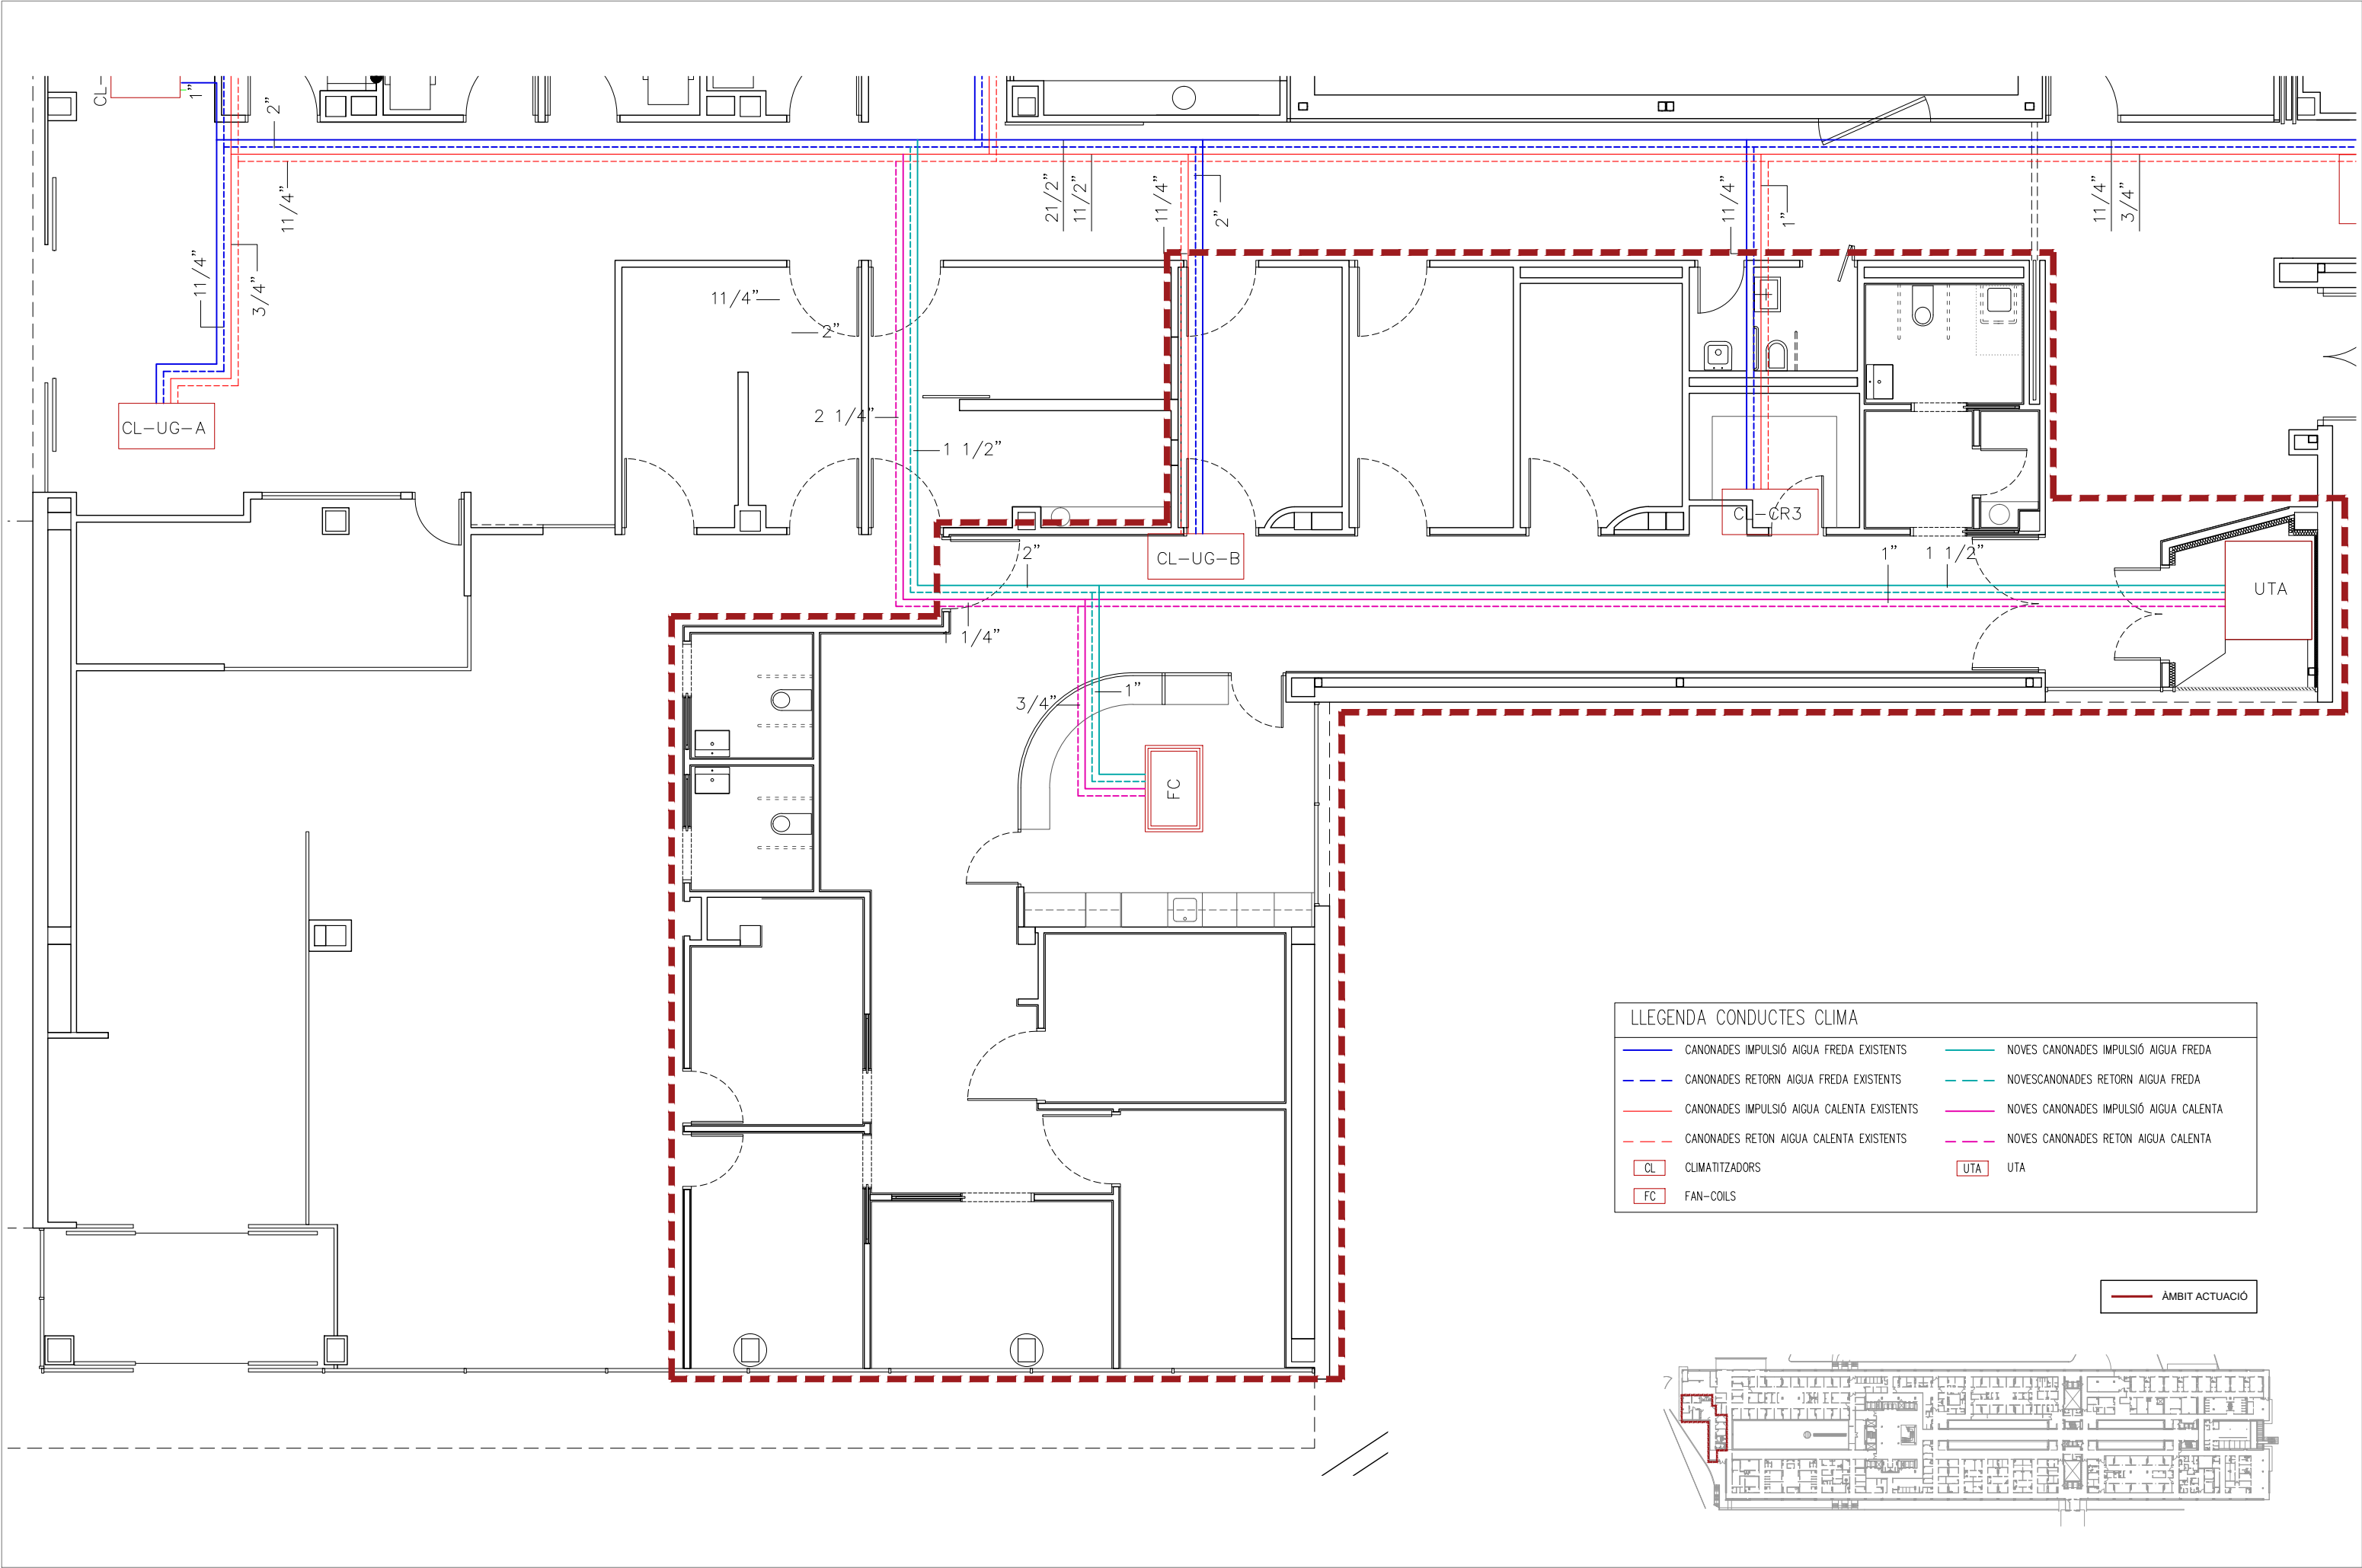 CL-
1"
2"
11/4"
11/4"
3/4"
CL-UG-A
21/2"
11/2"
11/4"
2"
11/4"
1"
11/4"
3/4"
11/4"
2"
2 1/4"
1 1/2"
CL-CR3
CL-UG-B
2"
1"
1 1/2"
UTA
1 1/4"
3/4"
1"
FC
LLEGENDA CONDUCTES CLIMA
CANONADES IMPULSIÓ AIGUA FREDA EXISTENTS
NOVES CANONADES IMPULSIÓ AIGUA FREDA
CANONADES RETORN AIGUA FREDA EXISTENTS
NOVESCANONADES RETORN AIGUA FREDA
CANONADES IMPULSIÓ AIGUA CALENTA EXISTENTS
NOVES CANONADES IMPULSIÓ AIGUA CALENTA
CANONADES RETON AIGUA CALENTA EXISTENTS
NOVES CANONADES RETON AIGUA CALENTA
CL CLIMATITZADORS
UTA UTA
FC FAN-COILS
ÀMBIT ACTUACIÓ